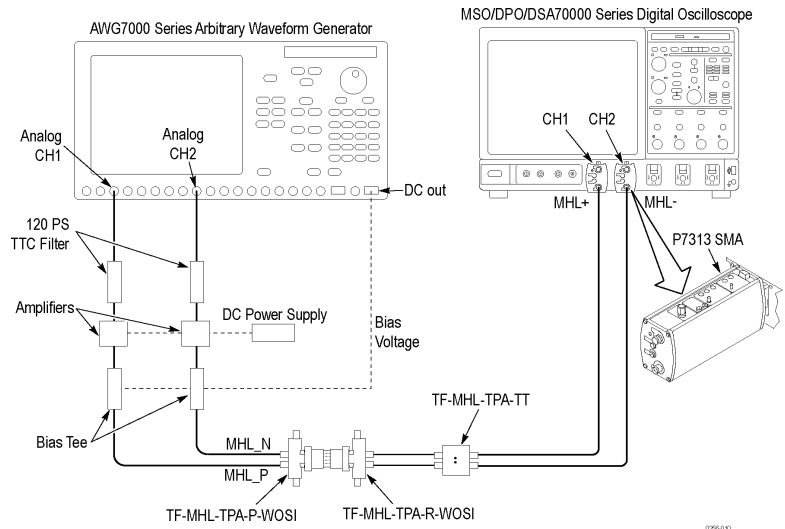 MSO/DPO/DSA70000 Series Digital Oscilloscope
AWG7000 Series Arbitrary Waveform Generator
Analog
CH1
Analog
CH2
CH1
CH2
DC out
MHL+
MHL-
120 PS
TTC Filter
P7313 SMA
Amplifiers
DC Power Supply
Bias
Voltage
TF-MHL-TPA-TT
Bias Tee
MHL_N
MHL_P
TF-MHL-TPA-P-WOSI
TF-MHL-TPA-R-WOSI
0356-010